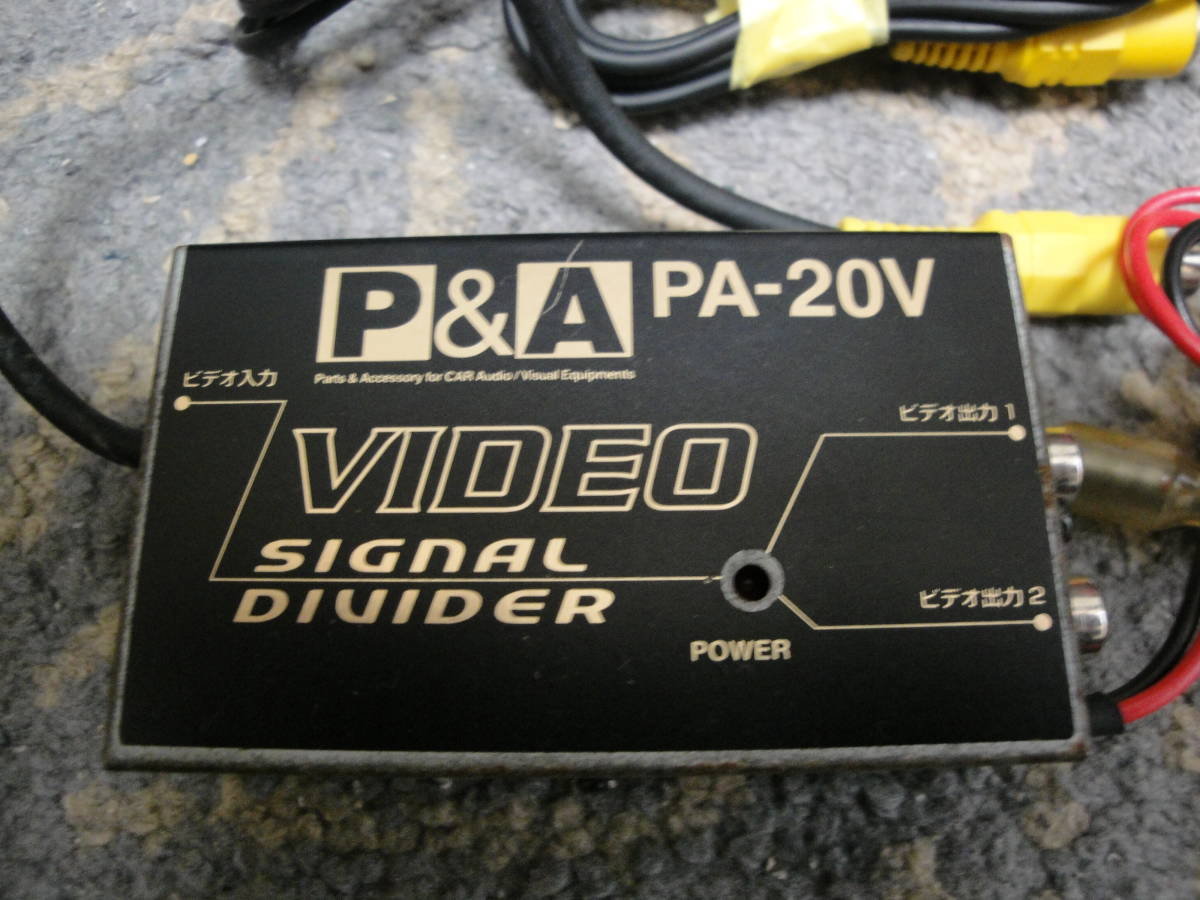 P&A PA-20V
Parts & Accessory for CAR Audio/Visual Equipments
ビデオ入力
ビデオ出力 1
VIDEO
SIGNAL
DIVIDER
ビデオ出力 2
POWER